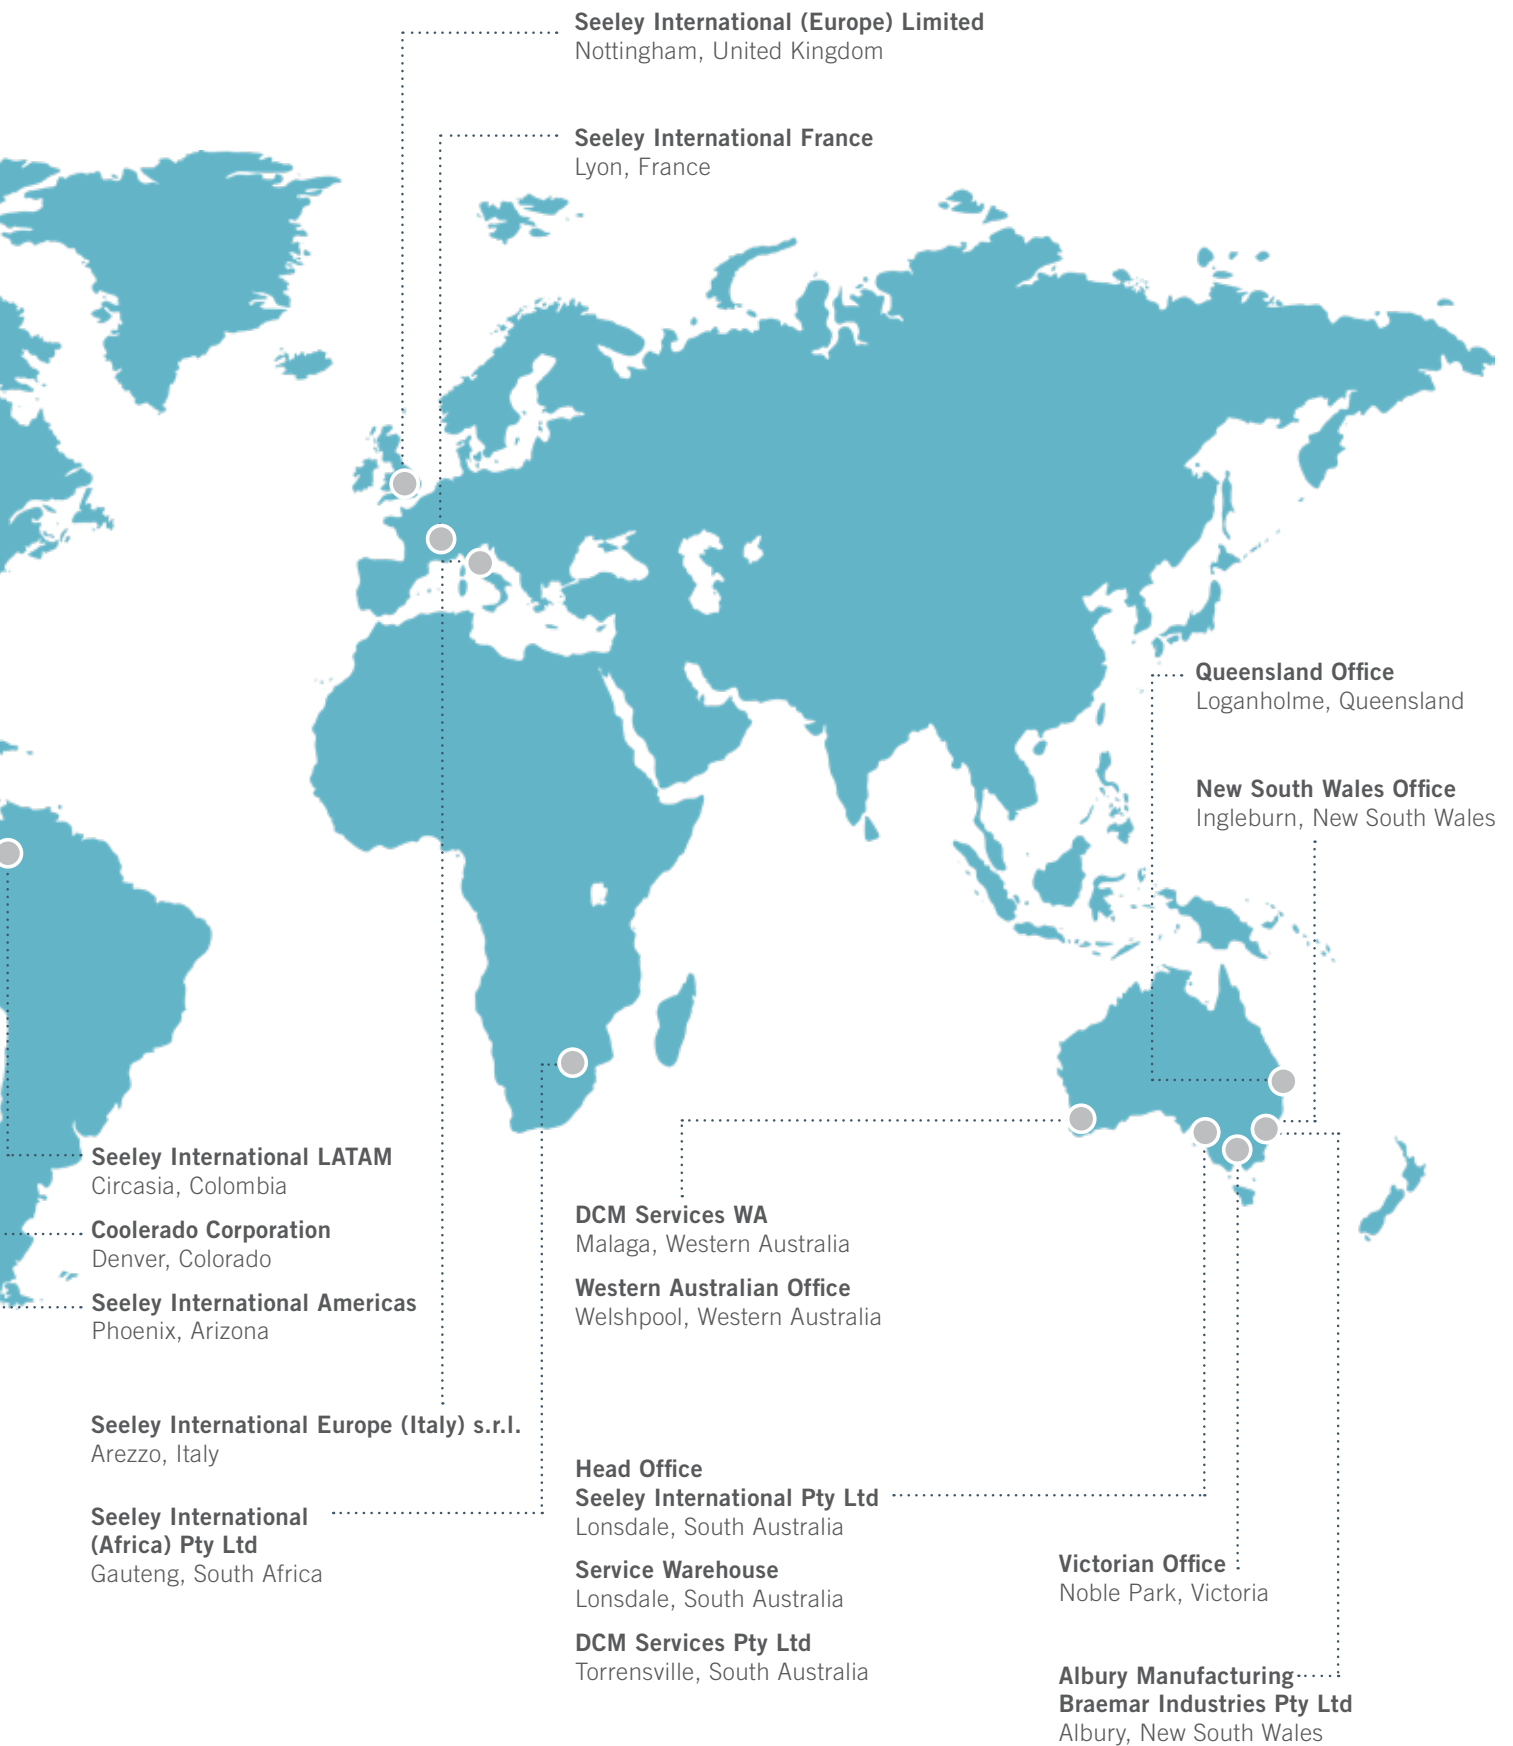 Seeley International (Europe) Limited
Nottingham, United Kingdom
Seeley International France
Lyon, France
Queensland Office
Loganholme, Queensland
New South Wales Office
Ingleburn, New South Wales
Seeley International LATAM
Circasia, Colombia
Coolerado Corporation
Denver, Colorado
Seeley International Americas
Phoenix, Arizona
Seeley International Europe (Italy) s.r.l.
Arezzo, Italy
Seeley International
(Africa) Pty Ltd
Gauteng, South Africa
DCM Services WA
Malaga, Western Australia
Western Australian Office
Welshpool, Western Australia
Head Office
Seeley International Pty Ltd
Lonsdale, South Australia
Service Warehouse
Lonsdale, South Australia
DCM Services Pty Ltd
Torrensville, South Australia
Victorian Office
Noble Park, Victoria
Albury Manufacturing
Braemar Industries Pty Ltd
Albury, New South Wales